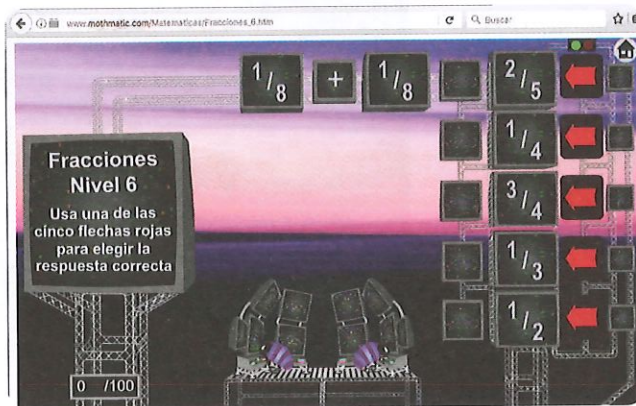 www.mothmatic.com/Matematicas/Fracciones_6.htm
Buscar
1/8 + 1/8
2/5
1/4
3/4
1/3
1/2
Fracciones
Nivel 6
Usa una de las
cinco flechas rojas
para elegir la
respuesta correcta
0 /100